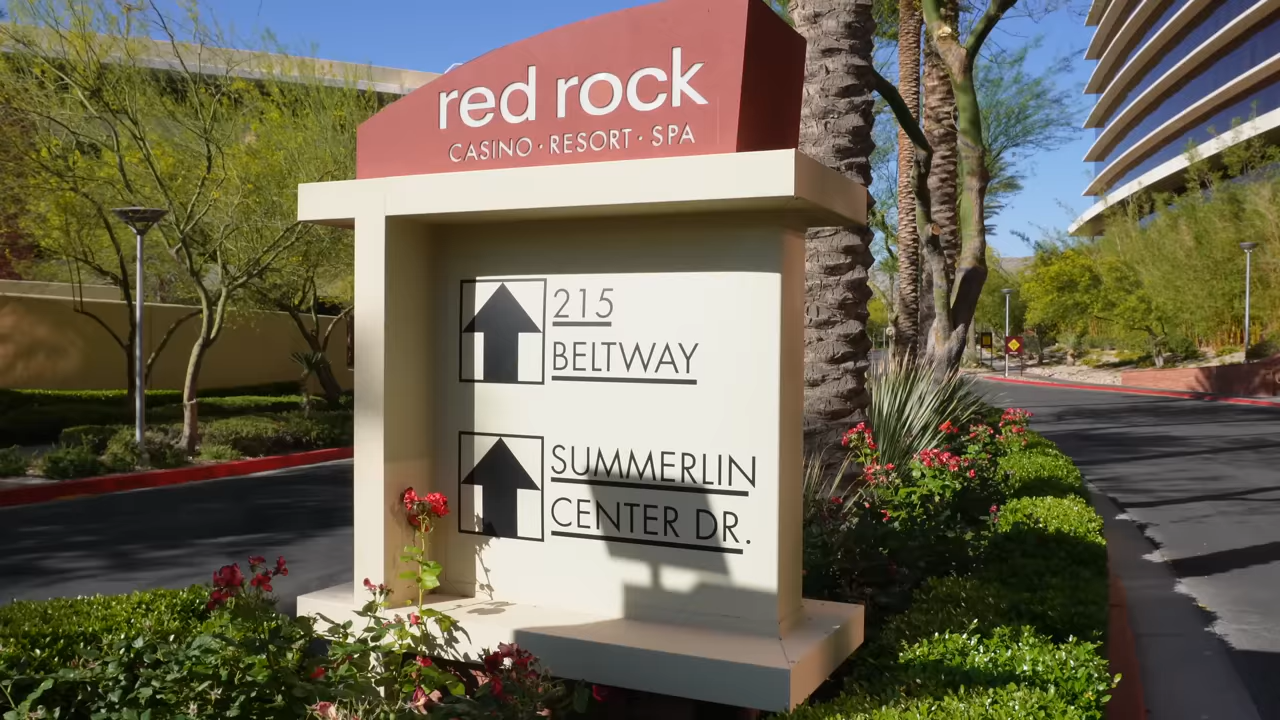 red rock
CASINO · RESORT · SPA
215
BELTWAY
SUMMERLIN
CENTER DR.